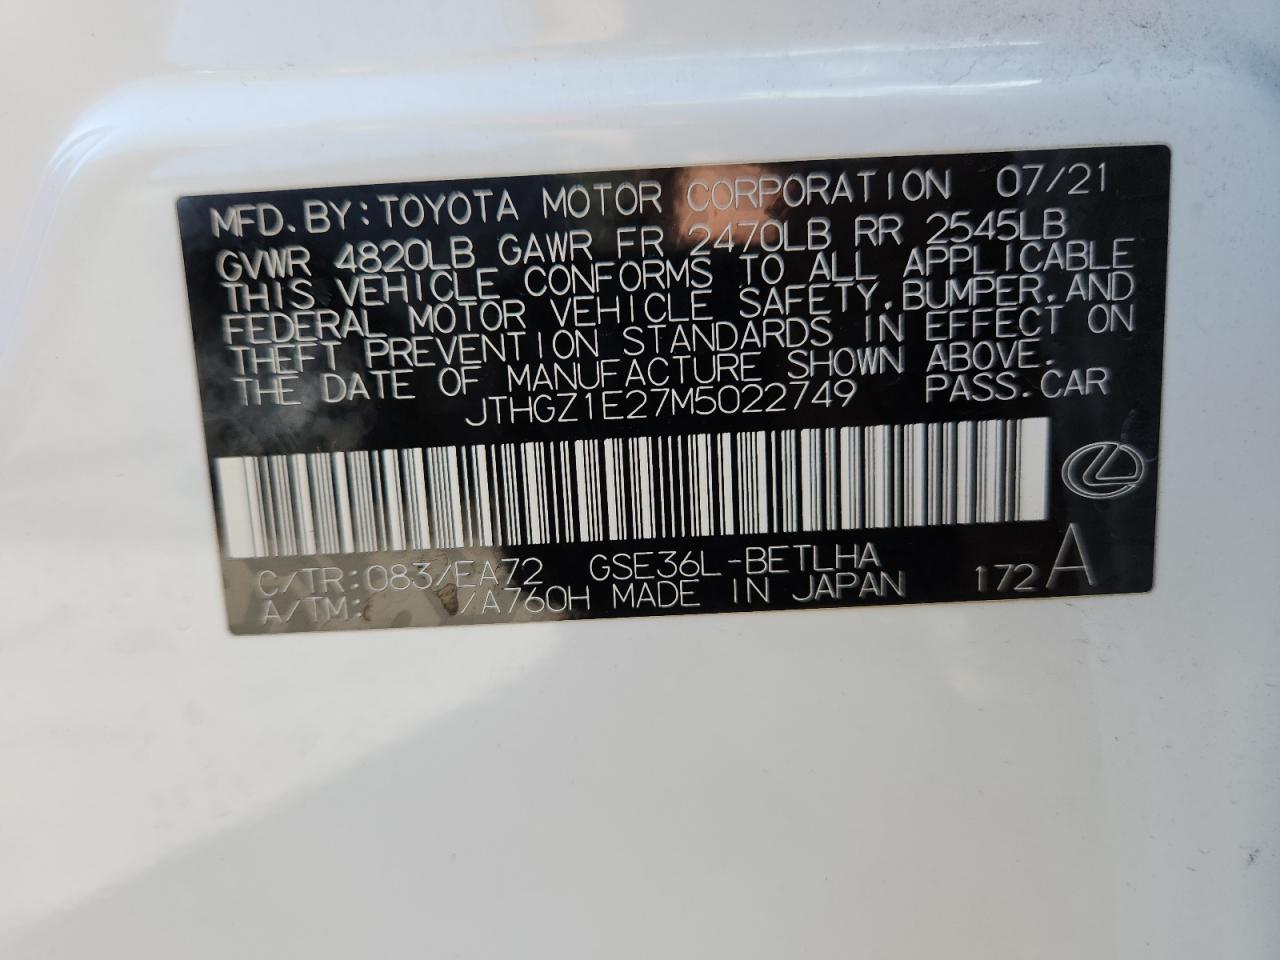 MFD.BY:TOYOTA MOTOR CORPORATION 07/21
GVWR 4820LB GAWR FR 2470LB RR 2545LB
THIS VEHICLE CONFORMS TO ALL APPLICABLE
FEDERAL MOTOR VEHICLE SAFETY,BUMPER,AND
THEFT PREVENTION STANDARDS IN EFFECT ON
THE DATE OF MANUFACTURE SHOWN ABOVE.
JTHGZ1E27M5022749 PASS.CAR
C/TR:083/EA72 GSE36L-BETLHA
A/TM: /A760H MADE IN JAPAN 172A